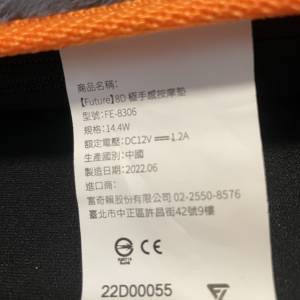 商品名稱:
【Future】8D 極手感按摩墊
型號:FE-8306
規格:14.4W
額定電壓:DC12V⎓1.2A
生產國別:中國
製造日期:2022.06
進口商:
富奇翰股份有限公司 02-2550-8576
臺北市中正區許昌街42號9樓
CE
22D00055